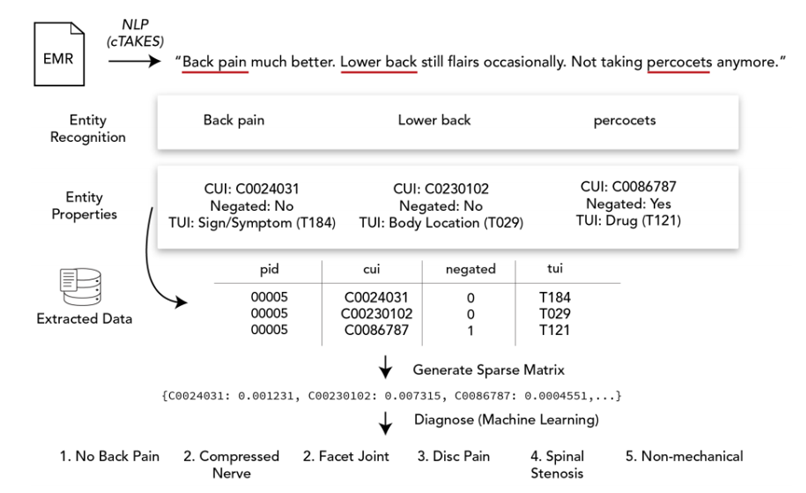 NLP
(cTAKES)
EMR
“Back pain much better. Lower back still flairs occasionally. Not taking percocets anymore.”
Entity
Recognition
Back pain
Lower back
percocets
Entity
Properties
CUI: C0024031
Negated: No
TUI: Sign/Symptom (T184)
CUI: C0230102
Negated: No
TUI: Body Location (T029)
CUI: C0086787
Negated: Yes
TUI: Drug (T121)
Extracted Data
pid cui negated tui
00005 C0024031 0 T184
00005 C00230102 0 T029
00005 C0086787 1 T121
Generate Sparse Matrix
{C0024031: 0.001231, C00230102: 0.007315, C0086787: 0.0004551,...}
Diagnose (Machine Learning)
1. No Back Pain
2. Compressed
Nerve
2. Facet Joint
3. Disc Pain
4. Spinal
Stenosis
5. Non-mechanical